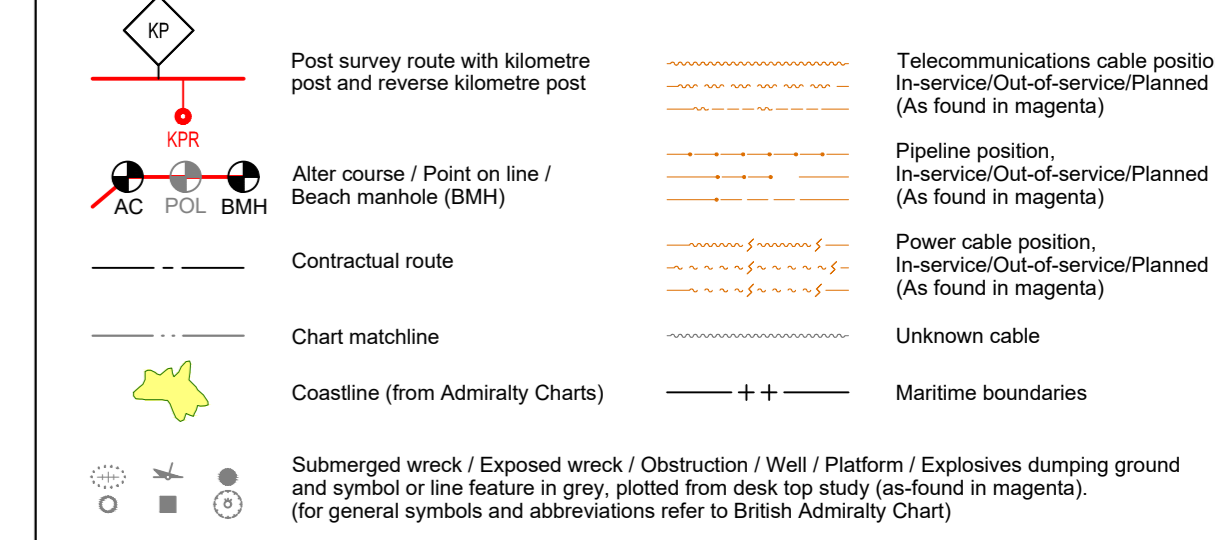 KP
Post survey route with kilometre
post and reverse kilometre post
KPR
Alter course / Point on line /
Beach manhole (BMH)
AC POL BMH
Contractual route
Chart matchline
Coastline (from Admiralty Charts)
Telecommunications cable positio
In-service/Out-of-service/Planned
(As found in magenta)
Pipeline position,
In-service/Out-of-service/Planned
(As found in magenta)
Power cable position,
In-service/Out-of-service/Planned
(As found in magenta)
Unknown cable
Maritime boundaries
Submerged wreck / Exposed wreck / Obstruction / Well / Platform / Explosives dumping ground
and symbol or line feature in grey, plotted from desk top study (as-found in magenta).
(for general symbols and abbreviations refer to British Admiralty Chart)